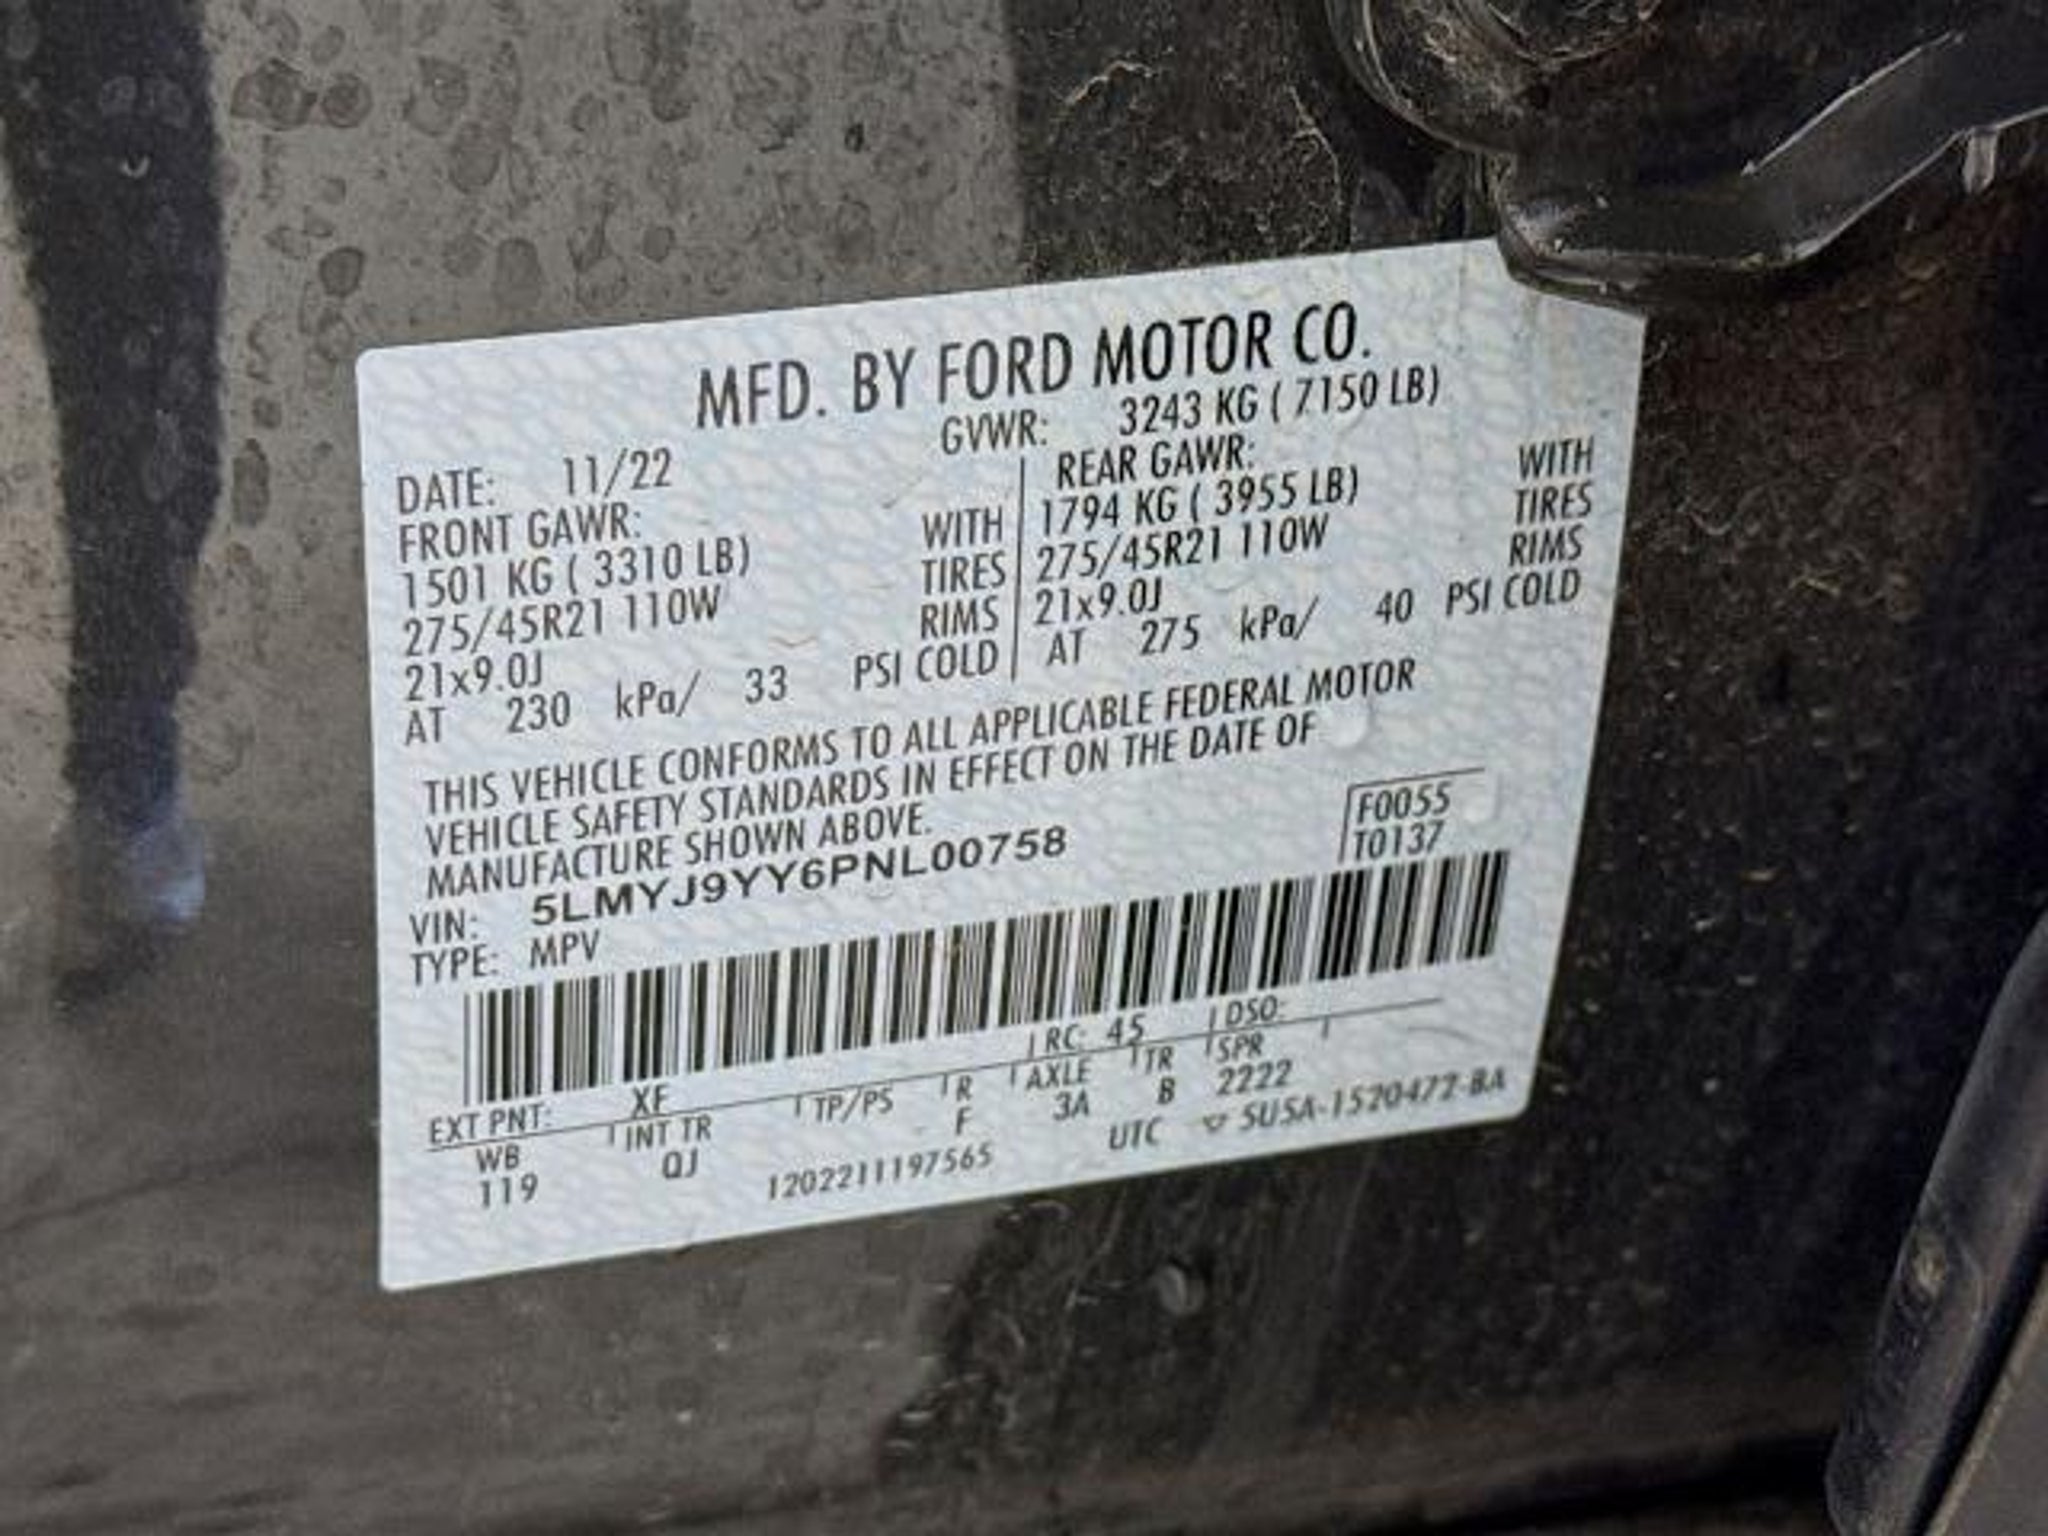 MFD. BY FORD MOTOR CO.
DATE: 11/22 GVWR: 3243 KG ( 7150 LB)
FRONT GAWR: REAR GAWR:
1501 KG ( 3310 LB) WITH 1794 KG ( 3955 LB) WITH
275/45R21 110W TIRES 275/45R21 110W TIRES
21x9.0J RIMS 21x9.0J RIMS
AT 230 kPa/ 33 PSI COLD AT 275 kPa/ 40 PSI COLD
THIS VEHICLE CONFORMS TO ALL APPLICABLE FEDERAL MOTOR
VEHICLE SAFETY STANDARDS IN EFFECT ON THE DATE OF
MANUFACTURE SHOWN ABOVE.
VIN: 5LMYJ9YY6PNL00758 F0055
TYPE: MPV T0137
EXT PNT: XF RC: 45 DSO:
WB INT TR TP/PS R AXLE TR SPR
119 QJ F 3A B 2222
1202211197565 UTC ▽ 5U5A-1520472-BA